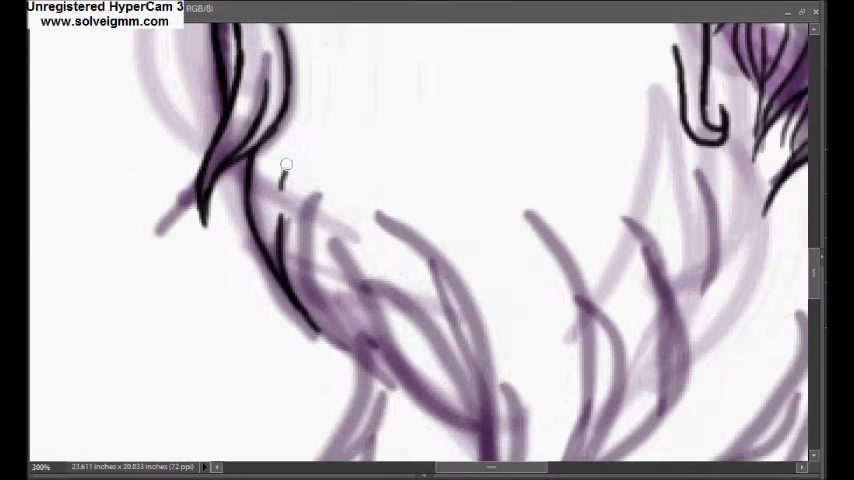 Unregistered HyperCam 3
www.solveigmm.com
RGB/8)
300%
23.611 inches x 20.833 inches (72 ppi)